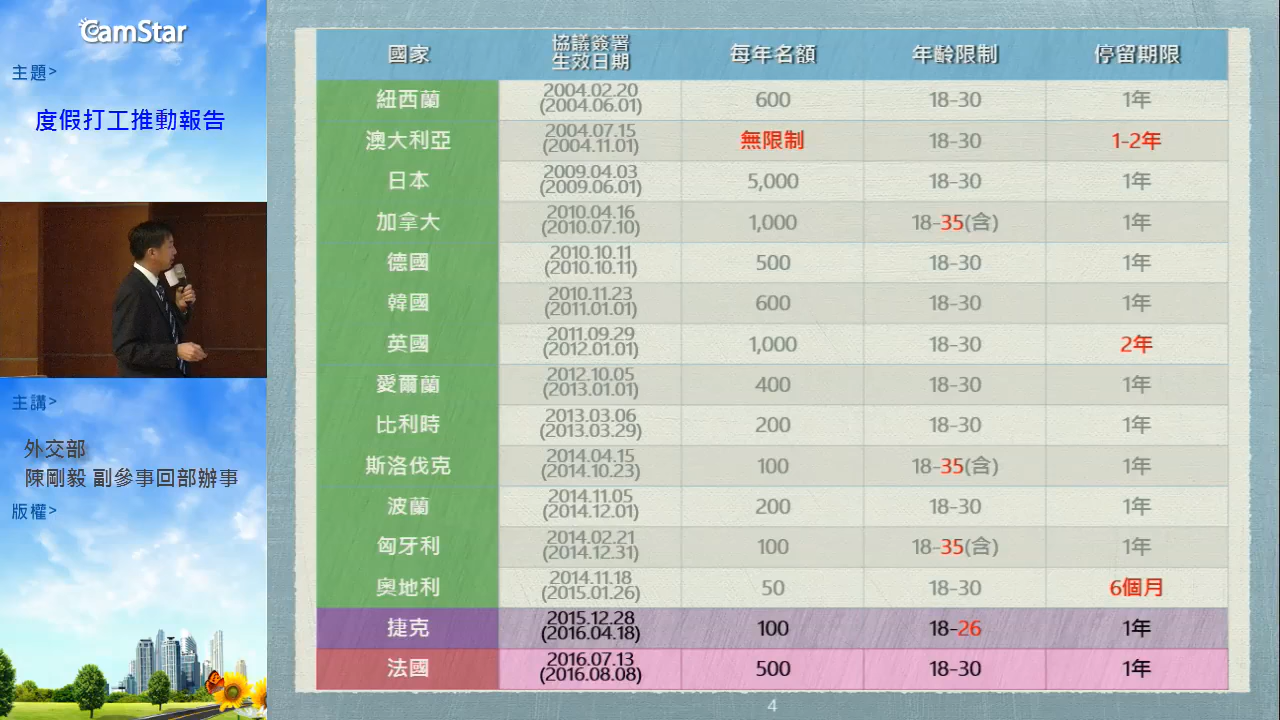 CamStar
主題>
度假打工推動報告
主講>
外交部
陳剛毅 副參事回部辦事
版權>
國家 協議簽署 每年名額 年齡限制 停留期限
生效日期
紐西蘭 2004.02.20 600 18-30 1年
(2004.06.01)
澳大利亞 2004.07.15 無限制 18-30 1-2年
(2004.11.01)
日本 2009.04.03 5,000 18-30 1年
(2009.06.01)
加拿大 2010.04.16 1,000 18-35(含) 1年
(2010.07.10)
德國 2010.10.11 500 18-30 1年
(2010.10.11)
韓國 2010.11.23 600 18-30 1年
(2011.01.01)
英國 2011.09.29 1,000 18-30 2年
(2012.01.01)
愛爾蘭 2012.10.05 400 18-30 1年
(2013.01.01)
比利時 2013.03.06 200 18-30 1年
(2013.03.29)
斯洛伐克 2014.04.15 100 18-35(含) 1年
(2014.10.23)
波蘭 2014.11.05 200 18-30 1年
(2014.12.01)
匈牙利 2014.02.21 100 18-35(含) 1年
(2014.12.31)
奧地利 2014.11.18 50 18-30 6個月
(2015.01.26)
捷克 2015.12.28 100 18-26 1年
(2016.04.18)
法國 2016.07.13 500 18-30 1年
(2016.08.08)
4